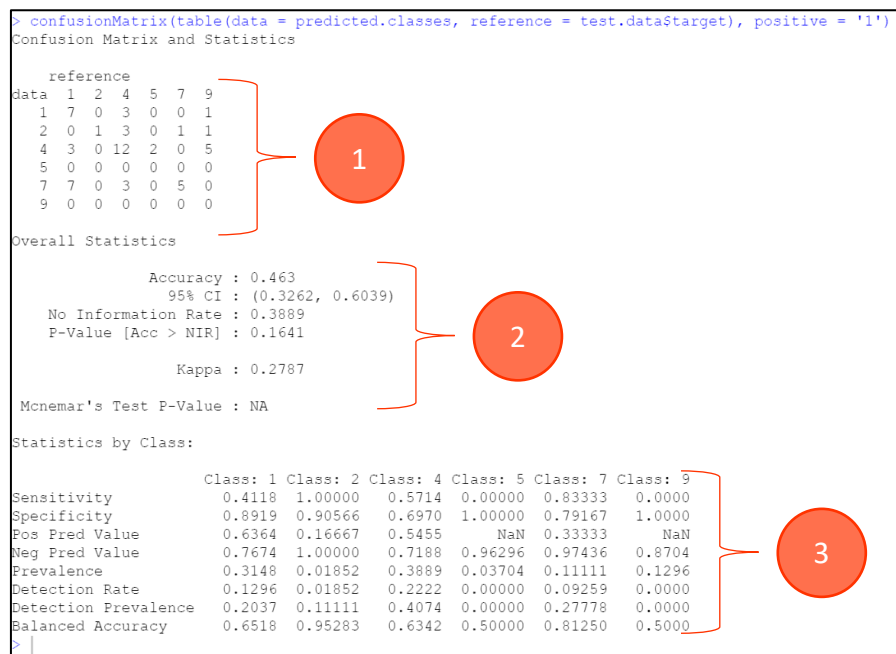 > confusionMatrix(table(data = predicted.classes, reference = test.data$target), positive = '1')
Confusion Matrix and Statistics
reference
data 1 2 4 5 7 9
1 7 0 3 0 0 1
2 0 1 3 0 1 1
4 3 0 12 2 0 5
5 0 0 0 0 0 0
7 7 0 3 0 5 0
9 0 0 0 0 0 0
1
Overall Statistics
Accuracy : 0.463
95% CI : (0.3262, 0.6039)
No Information Rate : 0.3889
P-Value [Acc > NIR] : 0.1641
Kappa : 0.2787
Mcnemar's Test P-Value : NA
2
Statistics by Class:
Class: 1 Class: 2 Class: 4 Class: 5 Class: 7 Class: 9
Sensitivity 0.4118 1.00000 0.5714 0.00000 0.83333 0.0000
Specificity 0.8919 0.90566 0.6970 1.00000 0.79167 1.0000
Pos Pred Value 0.6364 0.16667 0.5455 NaN 0.33333 NaN
Neg Pred Value 0.7674 1.00000 0.7188 0.96296 0.97436 0.8704
Prevalence 0.3148 0.01852 0.3889 0.03704 0.11111 0.1296
Detection Rate 0.1296 0.01852 0.2222 0.00000 0.09259 0.0000
Detection Prevalence 0.2037 0.11111 0.4074 0.00000 0.27778 0.0000
Balanced Accuracy 0.6518 0.95283 0.6342 0.50000 0.81250 0.5000
3
>